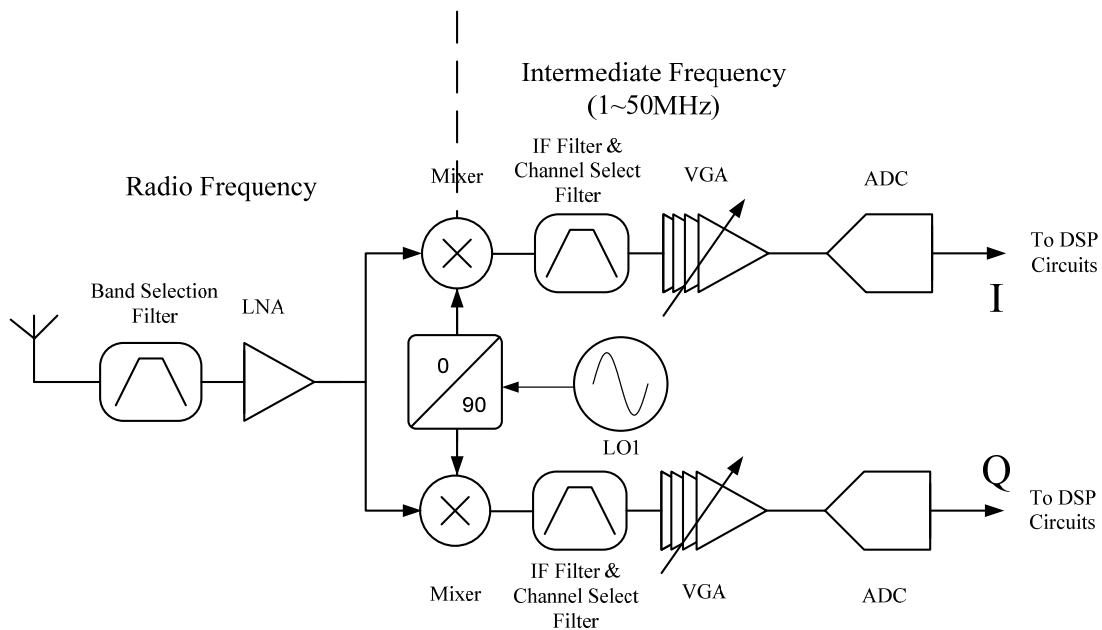 Intermediate Frequency
(1~50MHz)
Radio Frequency
Mixer
IF Filter &
Channel Select
Filter
VGA
ADC
To DSP
Circuits
I
Band Selection
Filter
LNA
0
90
LO1
Q
To DSP
Circuits
Mixer
IF Filter &
Channel Select
Filter
VGA
ADC